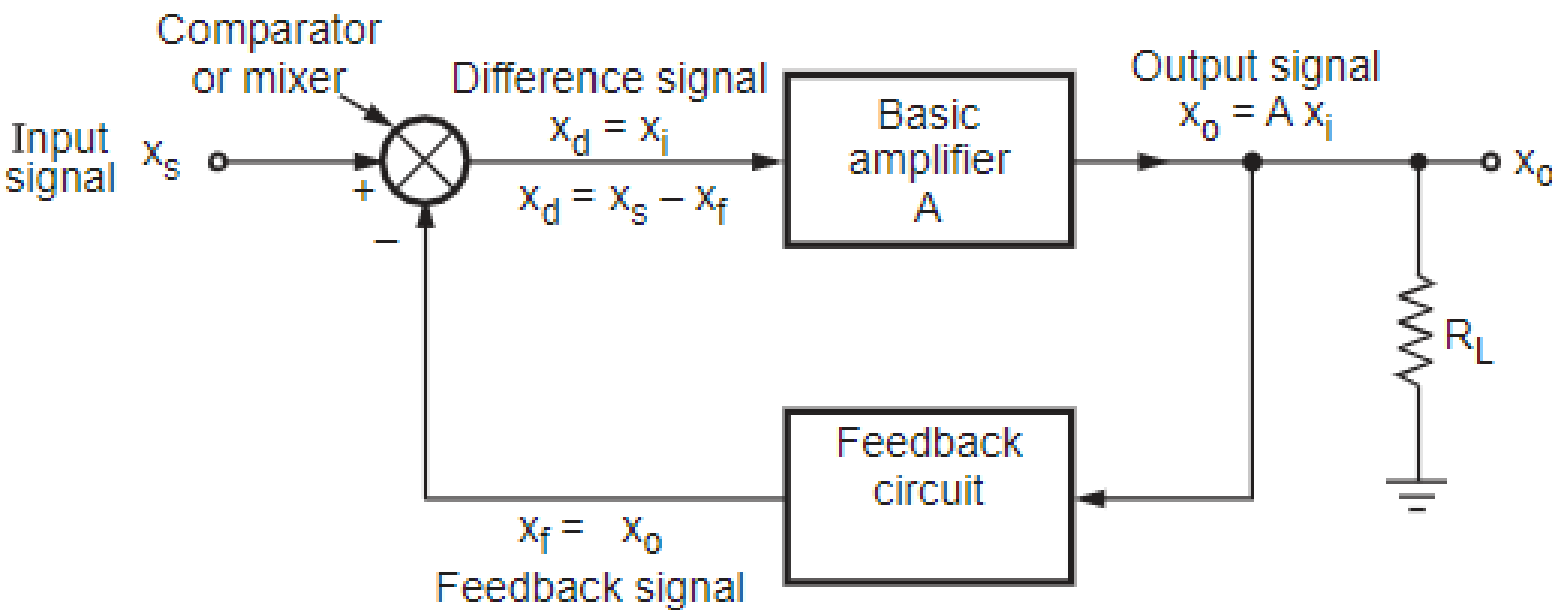 Comparator
or mixer
Difference signal
x_d = x_i
x_d = x_s – x_f
Input
signal
x_s
+
–
Basic
amplifier
A
Output signal
x_o = A x_i
x_o
R_L
Feedback
circuit
x_f =   x_o
Feedback signal